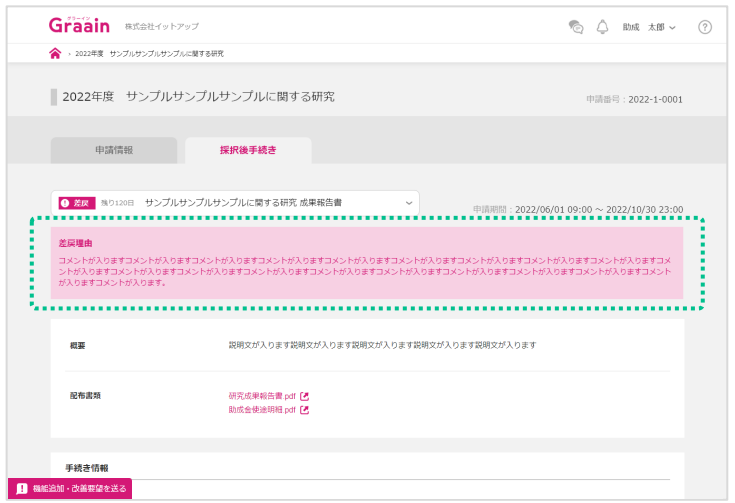 グラーイン
Graain 株式会社イットアップ
助成 太郎
?
2022年度 サンプルサンプルサンプルに関する研究
2022年度 サンプルサンプルサンプルに関する研究
申請番号：2022-1-0001
申請情報
採択後手続き
差戻 残り120日 サンプルサンプルサンプルに関する研究 成果報告書
申請期間：2022/06/01 09:00 ～ 2022/10/30 23:00
差戻理由
コメントが入りますコメントが入りますコメントが入りますコメントが入りますコメントが入りますコメントが入りますコメントが入りますコメントが入りますコメントが入りますコメ
ントが入りますコメントが入りますコメントが入りますコメントが入りますコメントが入りますコメントが入りますコメントが入りますコメントが入りますコメントが入りますコメント
が入りますコメントが入ります。
概要
説明文が入ります説明文が入ります説明文が入ります説明文が入ります説明文が入ります
配布書類
研究成果報告書.pdf
助成金使途明細.pdf
手続き情報
機能追加・改善要望を送る